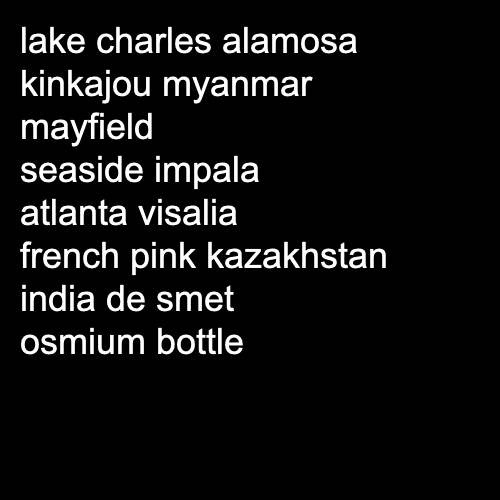 lake charles alamosa
kinkajou myanmar
mayfield
seaside impala
atlanta visalia
french pink kazakhstan
india de smet
osmium bottle